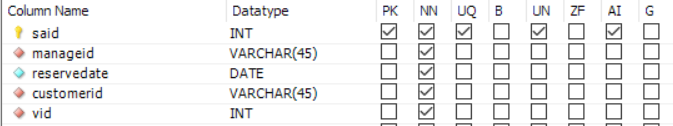 Column Name Datatype PK NN UQ B UN ZF AI G
said INT
manageid VARCHAR(45)
reservedate DATE
customerid VARCHAR(45)
vid INT